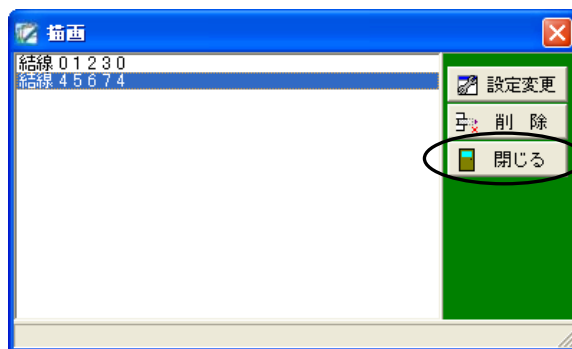 描画
結線０１２３０
結線４５６７４
設定変更
削　除
閉じる